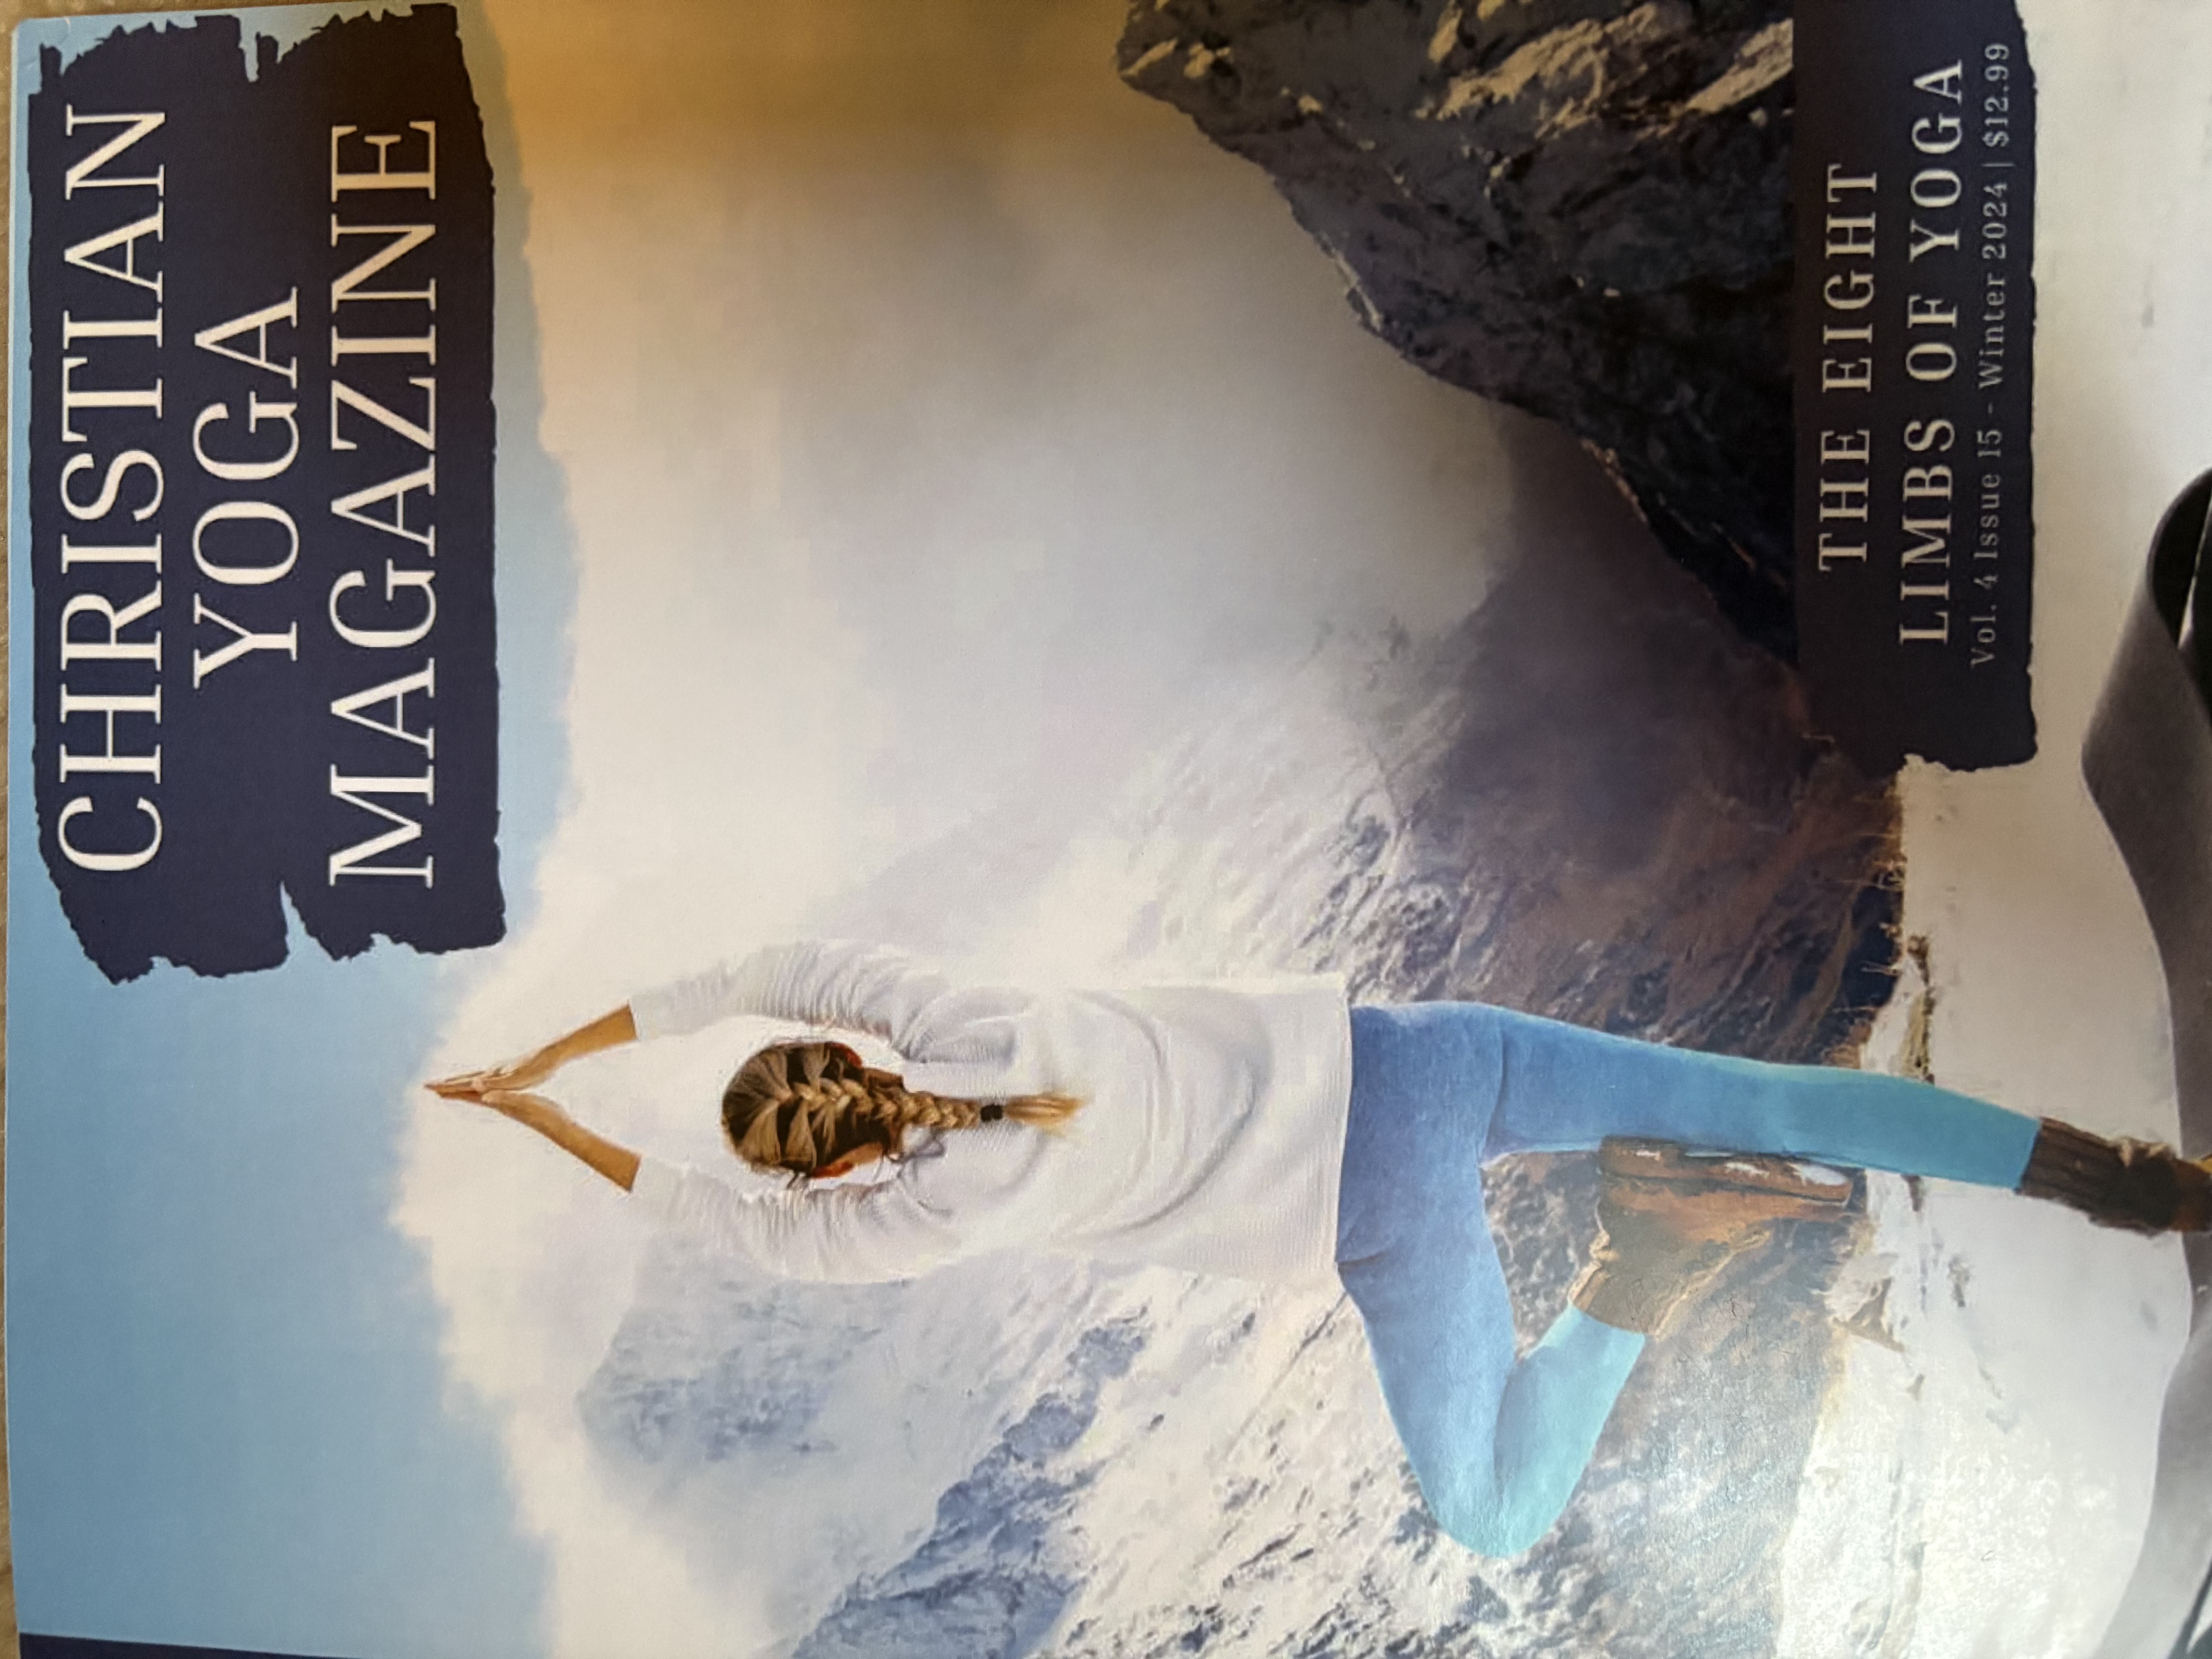 CHRISTIAN
YOGA
MAGAZINE
THE EIGHT
LIMBS OF YOGA
Vol. 4 Issue 15 - Winter 2024 | $12.99